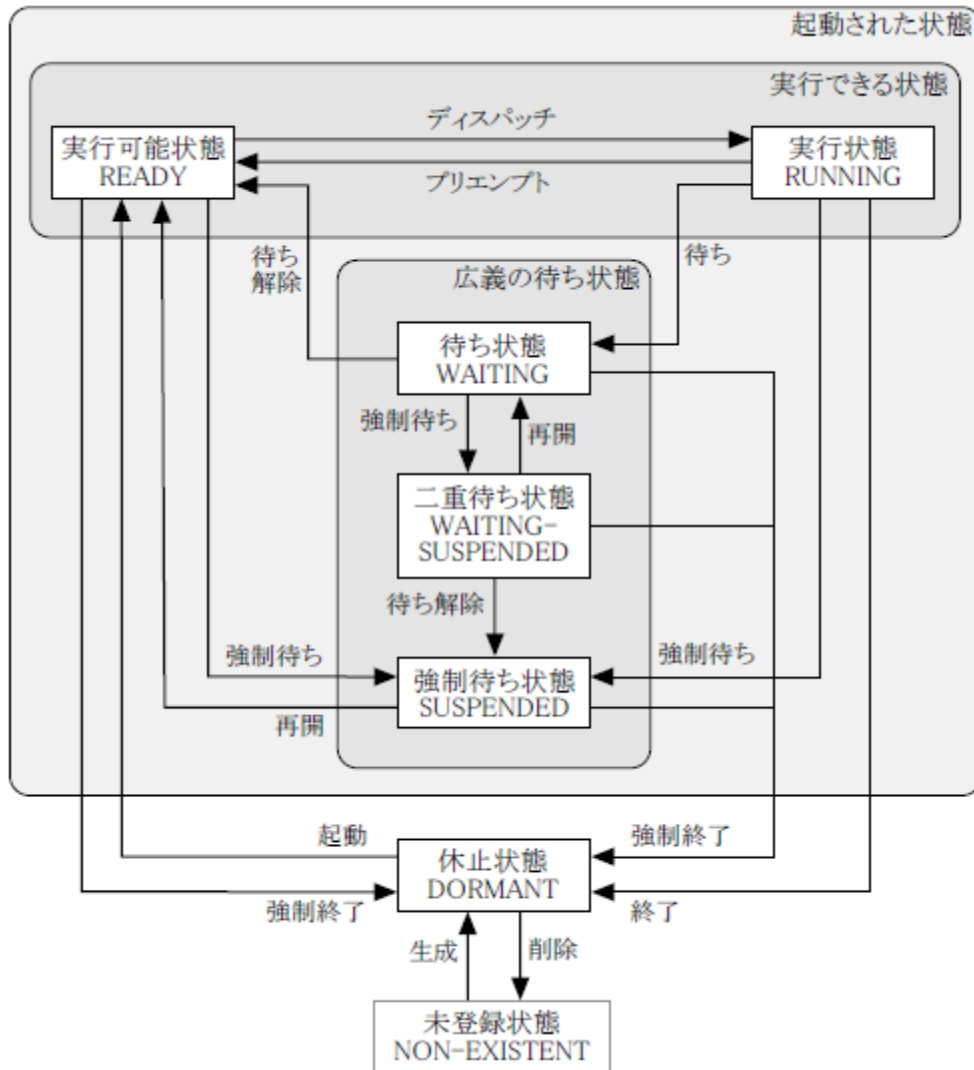 起動された状態
実行できる状態
ディスパッチ
実行可能状態
READY
実行状態
RUNNING
プリエンプト
待ち
解除
待ち
広義の待ち状態
待ち状態
WAITING
強制待ち
再開
二重待ち状態
WAITING-
SUSPENDED
待ち解除
強制待ち
強制待ち
強制待ち状態
SUSPENDED
再開
起動
強制終了
休止状態
DORMANT
強制終了
終了
生成
削除
未登録状態
NON-EXISTENT